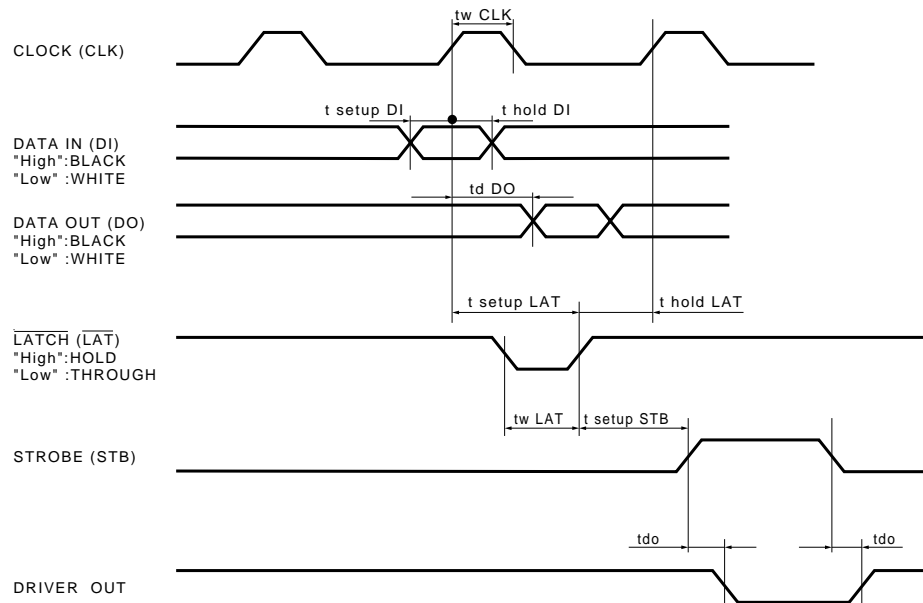 tw CLK
CLOCK (CLK)
t setup DI
t hold DI
DATA IN (DI)
"High":BLACK
"Low" :WHITE
td DO
DATA OUT (DO)
"High":BLACK
"Low" :WHITE
t setup LAT
t hold LAT
LATCH (LAT)
"High":HOLD
"Low" :THROUGH
tw LAT
t setup STB
STROBE (STB)
tdo
tdo
DRIVER OUT